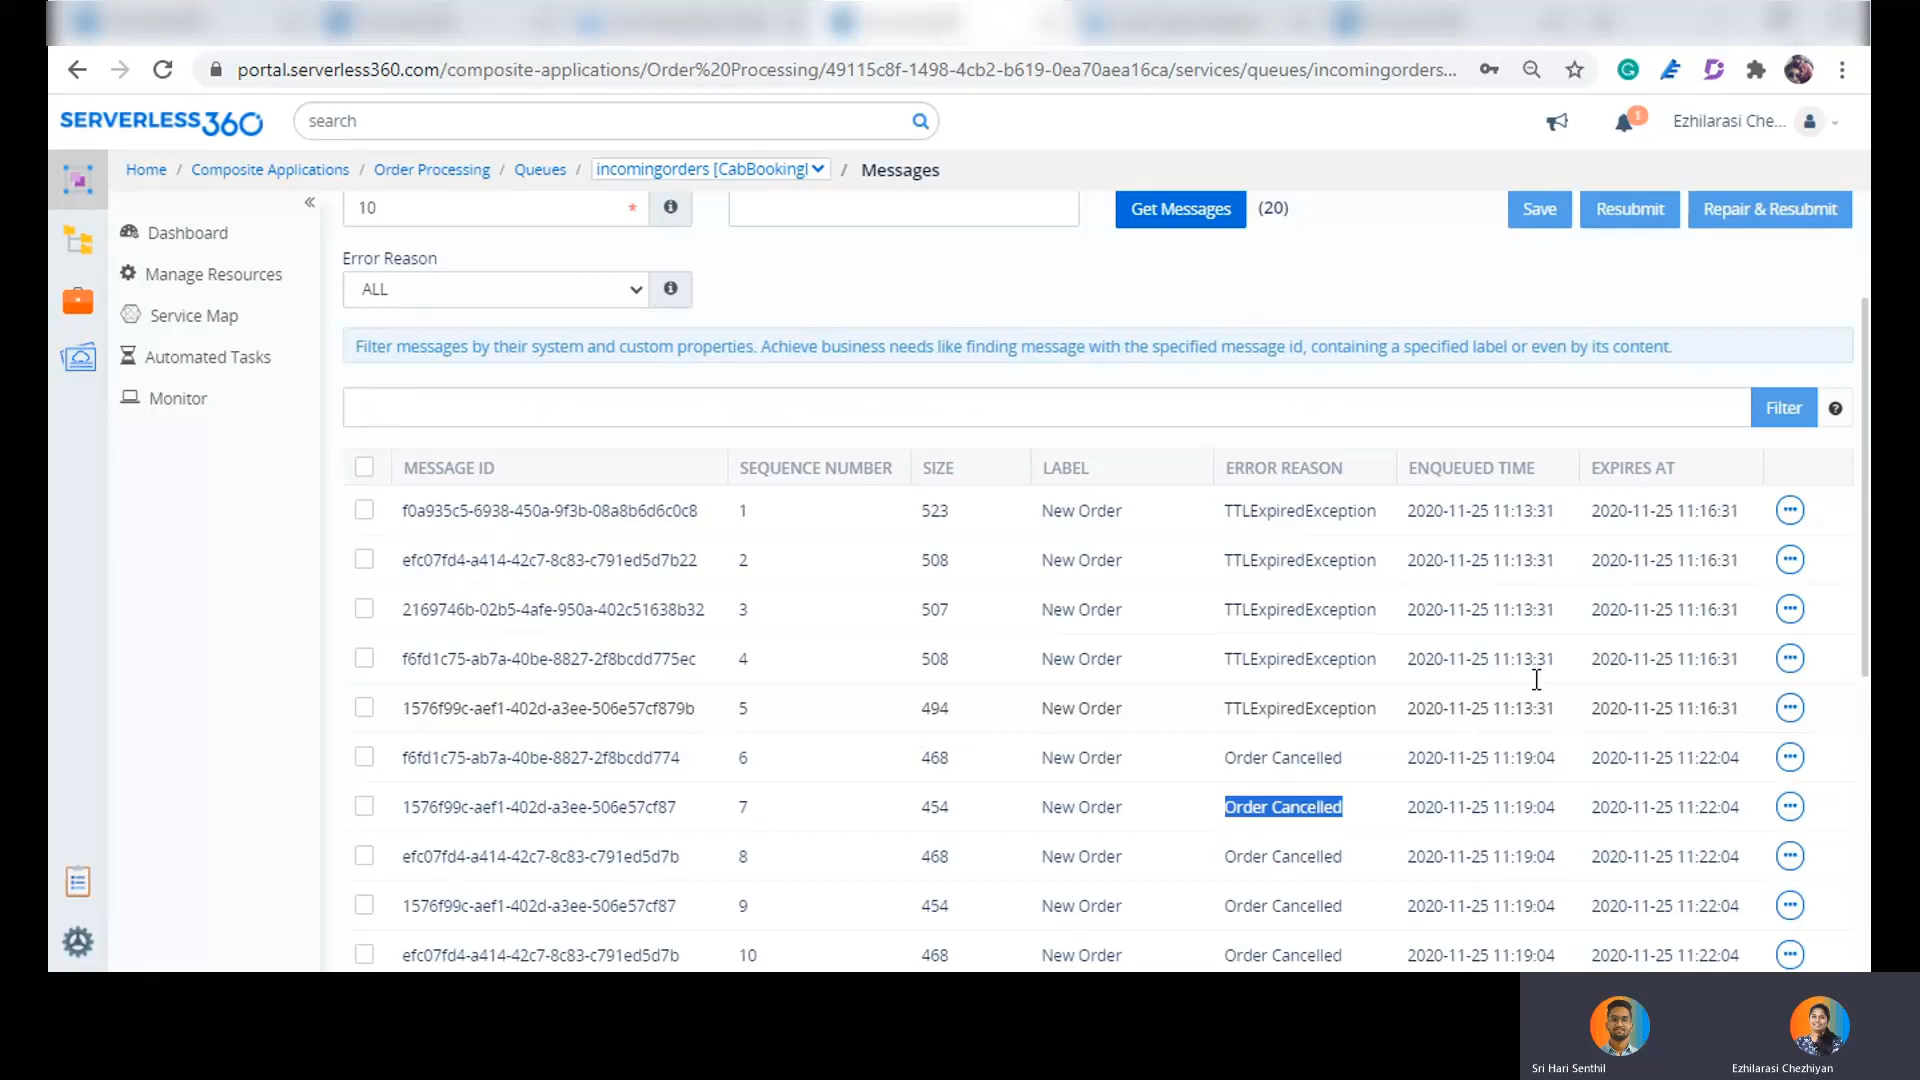 portal.serverless360.com/composite-applications/Order%20Processing/49115c8f-1498-4cb2-b619-0ea70aea16ca/services/queues/incomingorders...
SERVERLESS360
search
1
Ezhilarasi Che...
Home / Composite Applications / Order Processing / Queues / incomingorders [CabBookingI / Messages
10 *
Get Messages (20)
Save
Resubmit
Repair & Resubmit
Dashboard
Manage Resources
Service Map
Automated Tasks
Monitor
Error Reason
ALL
Filter messages by their system and custom properties. Achieve business needs like finding message with the specified message id, containing a specified label or even by its content.
Filter
MESSAGE ID SEQUENCE NUMBER SIZE LABEL ERROR REASON ENQUEUED TIME EXPIRES AT
f0a935c5-6938-450a-9f3b-08a8b6d6c0c8 1 523 New Order TTLExpiredException 2020-11-25 11:13:31 2020-11-25 11:16:31
efc07fd4-a414-42c7-8c83-c791ed5d7b22 2 508 New Order TTLExpiredException 2020-11-25 11:13:31 2020-11-25 11:16:31
2169746b-02b5-4afe-950a-402c51638b32 3 507 New Order TTLExpiredException 2020-11-25 11:13:31 2020-11-25 11:16:31
f6fd1c75-ab7a-40be-8827-2f8bcdd775ec 4 508 New Order TTLExpiredException 2020-11-25 11:13:31 2020-11-25 11:16:31
1576f99c-aef1-402d-a3ee-506e57cf879b 5 494 New Order TTLExpiredException 2020-11-25 11:13:31 2020-11-25 11:16:31
f6fd1c75-ab7a-40be-8827-2f8bcdd774 6 468 New Order Order Cancelled 2020-11-25 11:19:04 2020-11-25 11:22:04
1576f99c-aef1-402d-a3ee-506e57cf87 7 454 New Order Order Cancelled 2020-11-25 11:19:04 2020-11-25 11:22:04
efc07fd4-a414-42c7-8c83-c791ed5d7b 8 468 New Order Order Cancelled 2020-11-25 11:19:04 2020-11-25 11:22:04
1576f99c-aef1-402d-a3ee-506e57cf87 9 454 New Order Order Cancelled 2020-11-25 11:19:04 2020-11-25 11:22:04
efc07fd4-a414-42c7-8c83-c791ed5d7b 10 468 New Order Order Cancelled 2020-11-25 11:19:04 2020-11-25 11:22:04
Sri Hari Senthil
Ezhilarasi Chezhiyan